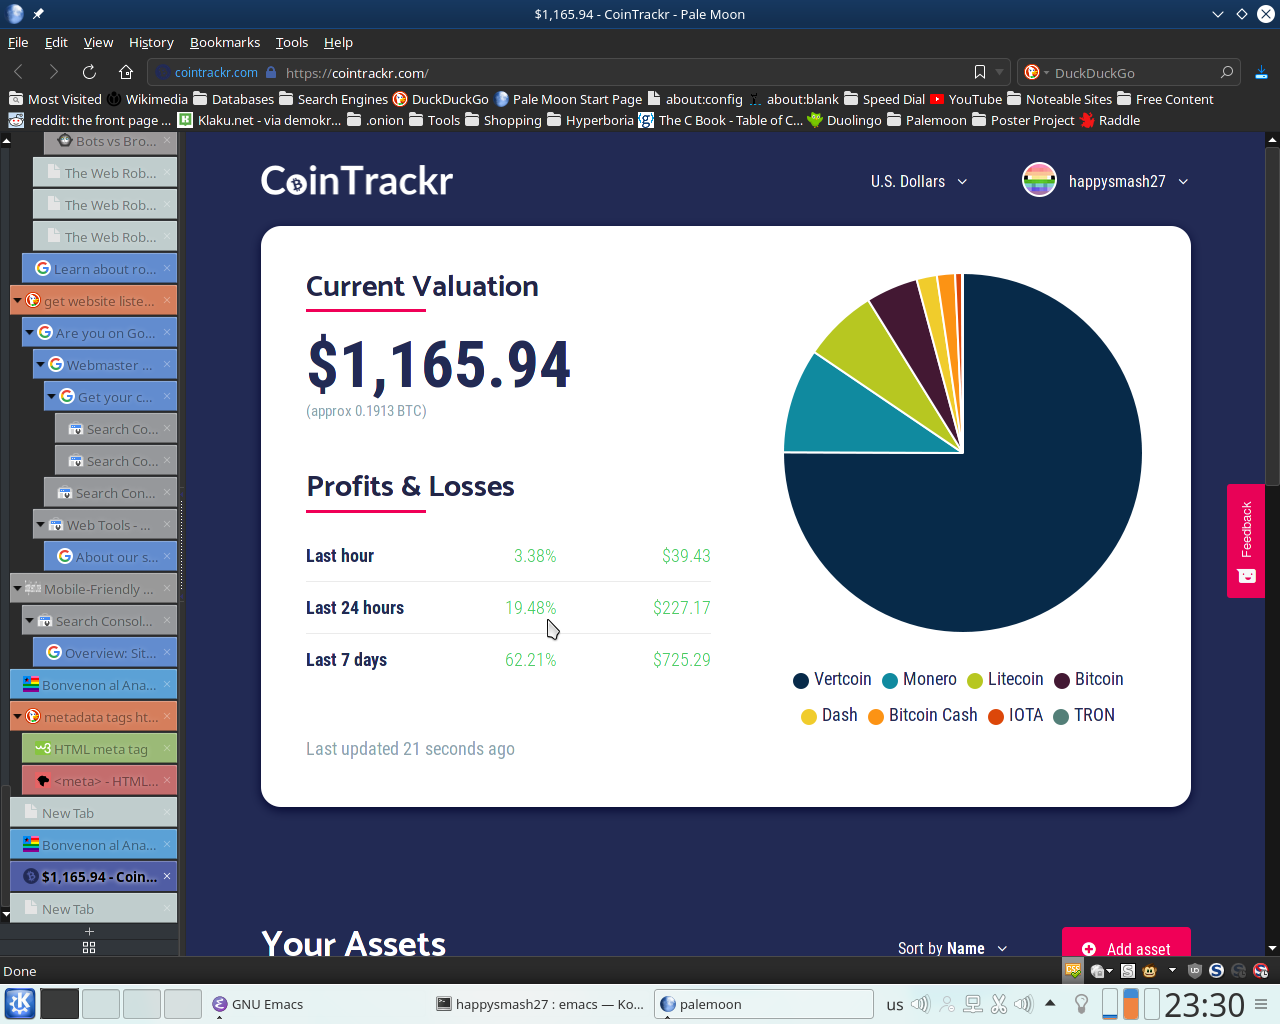 $1,165.94 - CoinTrackr - Pale Moon
File Edit View History Bookmarks Tools Help
cointrackr.com https://cointrackr.com/ DuckDuckGo
Most Visited Wikimedia Databases Search Engines DuckDuckGo Pale Moon Start Page about:config about:blank Speed Dial YouTube Noteable Sites Free Content
reddit: the front page ... Klaku.net - via demokr... .onion Tools Shopping Hyperboria The C Book - Table of C... Duolingo Palemoon Poster Project Raddle
Bots vs Bro...
The Web Rob...
The Web Rob...
The Web Rob...
Learn about ro...
get website liste...
Are you on Go...
Webmaster ...
Get your c...
Search Co...
Search Co...
Search Con...
Web Tools - ...
About our s...
Mobile-Friendly ...
Search Consol...
Overview: Sit...
Bonvenon al Ana...
metadata tags ht...
HTML meta tag
<meta> - HTML...
New Tab
Bonvenon al Ana...
$1,165.94 - Coin...
New Tab
CoinTrackr
U.S. Dollars
happysmash27
Current Valuation
$1,165.94
(approx 0.1913 BTC)
Profits & Losses
Last hour 3.38% $39.43
Last 24 hours 19.48% $227.17
Last 7 days 62.21% $725.29
Last updated 21 seconds ago
Vertcoin Monero Litecoin Bitcoin
Dash Bitcoin Cash IOTA TRON
Feedback
Your Assets
Sort by Name
Add asset
Done
GNU Emacs
happysmash27 : emacs — Ko...
palemoon
us
23:30